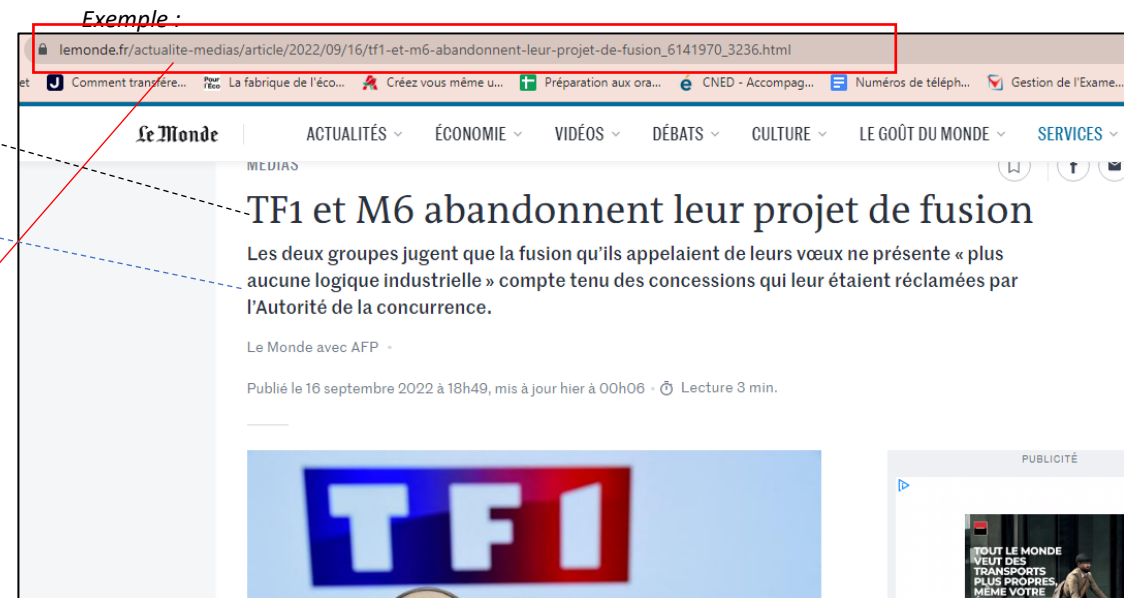 Exemple :
lemonde.fr/actualite-medias/article/2022/09/16/tf1-et-m6-abandonnent-leur-projet-de-fusion_6141970_3236.html
et J Comment transfére... Pour l'Éco La fabrique de l'éco... Créez vous même u... Préparation aux ora... é CNED - Accompag... Numéros de téléph... Gestion de l'Exame...
Le Monde ACTUALITÉS ÉCONOMIE VIDÉOS DÉBATS CULTURE LE GOÛT DU MONDE SERVICES
MÉDIAS
TF1 et M6 abandonnent leur projet de fusion
Les deux groupes jugent que la fusion qu'ils appelaient de leurs vœux ne présente « plus
aucune logique industrielle » compte tenu des concessions qui leur étaient réclamées par
l'Autorité de la concurrence.
Le Monde avec AFP
Publié le 16 septembre 2022 à 18h49, mis à jour hier à 00h06 • Lecture 3 min.
PUBLICITÉ
TF1
TOUT LE MONDE
VEUT DES
TRANSPORTS
PLUS PROPRES,
MÊME VOTRE